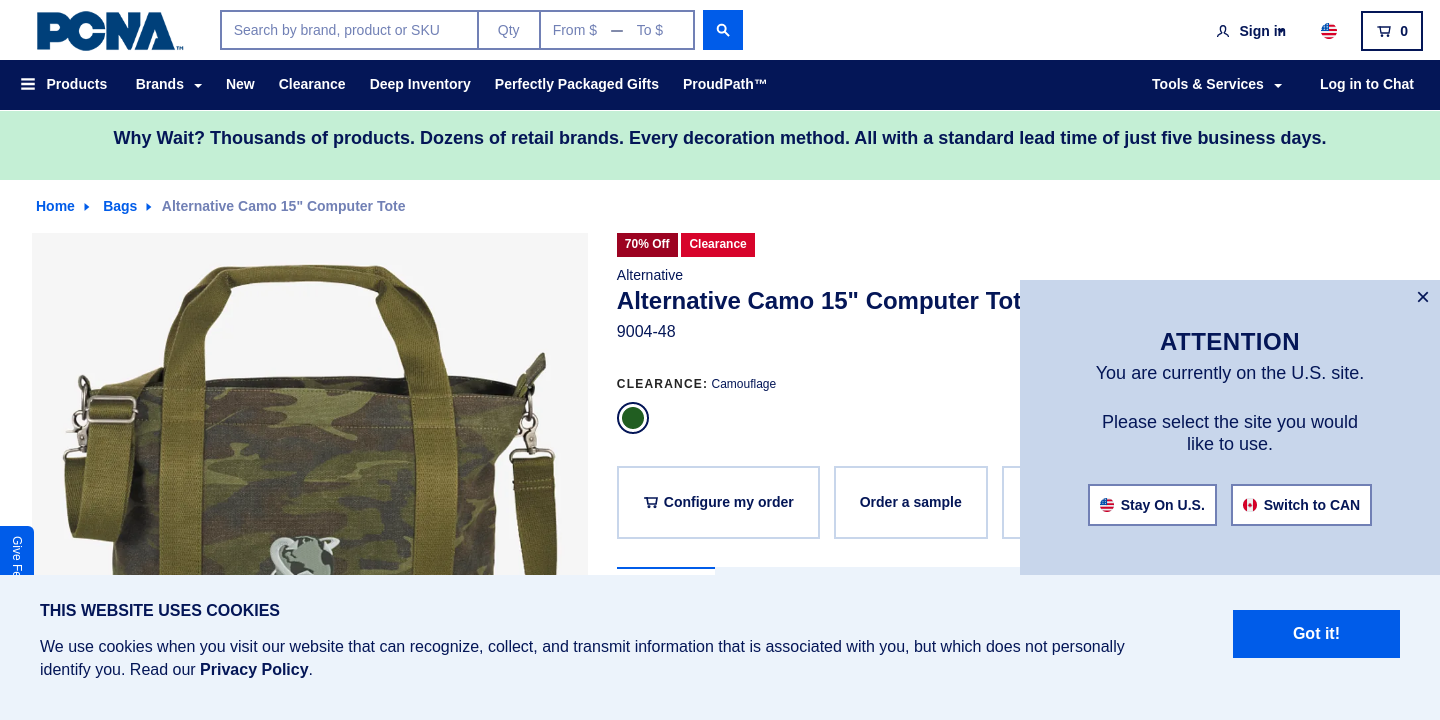 PCNA™
Search by brand, product or SKU
Qty
From $
To $
Sign in
0
Products
Brands
New
Clearance
Deep Inventory
Perfectly Packaged Gifts
ProudPath™
Tools & Services
Log in to Chat
Why Wait? Thousands of products. Dozens of retail brands. Every decoration method. All with a standard lead time of just five business days.
Home
Bags
Alternative Camo 15" Computer Tote
70% Off
Clearance
Alternative
Alternative Camo 15" Computer Tot
9004-48
CLEARANCE: Camouflage
Configure my order
Order a sample
×
ATTENTION
You are currently on the U.S. site.
Please select the site you would
like to use.
Stay On U.S.
Switch to CAN
Give Fe
THIS WEBSITE USES COOKIES
We use cookies when you visit our website that can recognize, collect, and transmit information that is associated with you, but which does not personally
identify you. Read our Privacy Policy.
Got it!